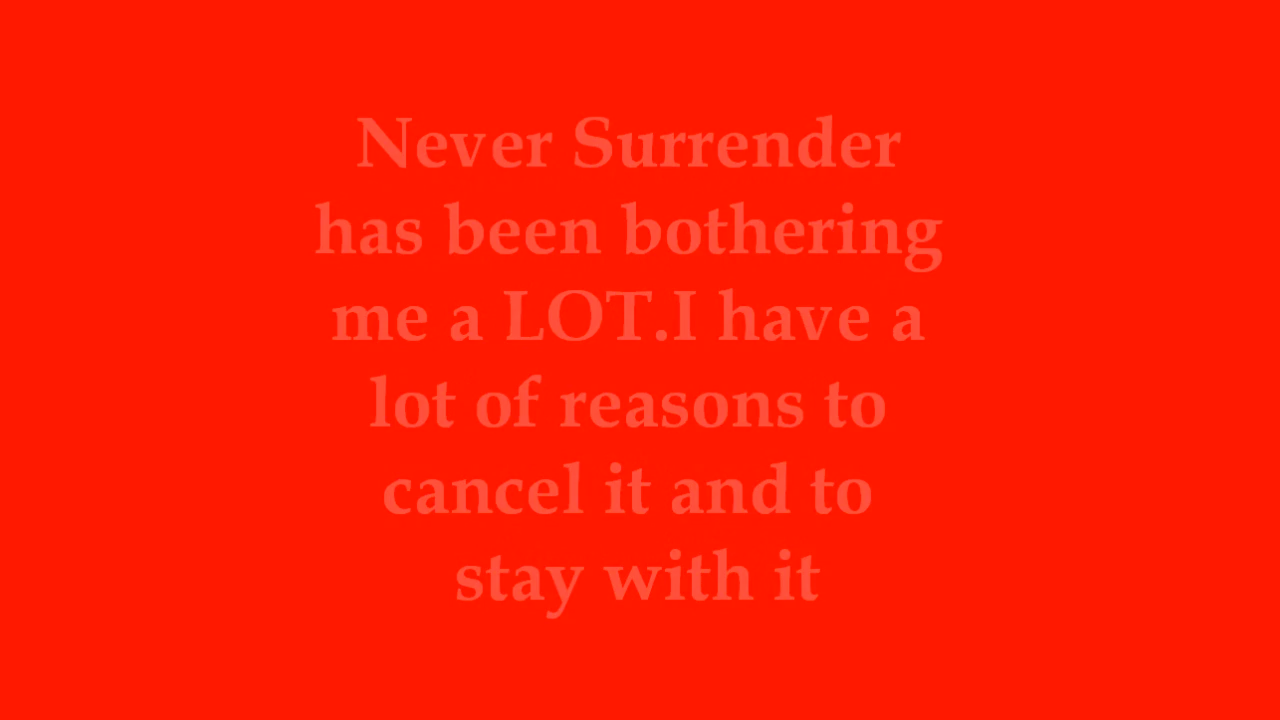 Never Surrender
has been bothering
me a LOT.I have a
lot of reasons to
cancel it and to
stay with it